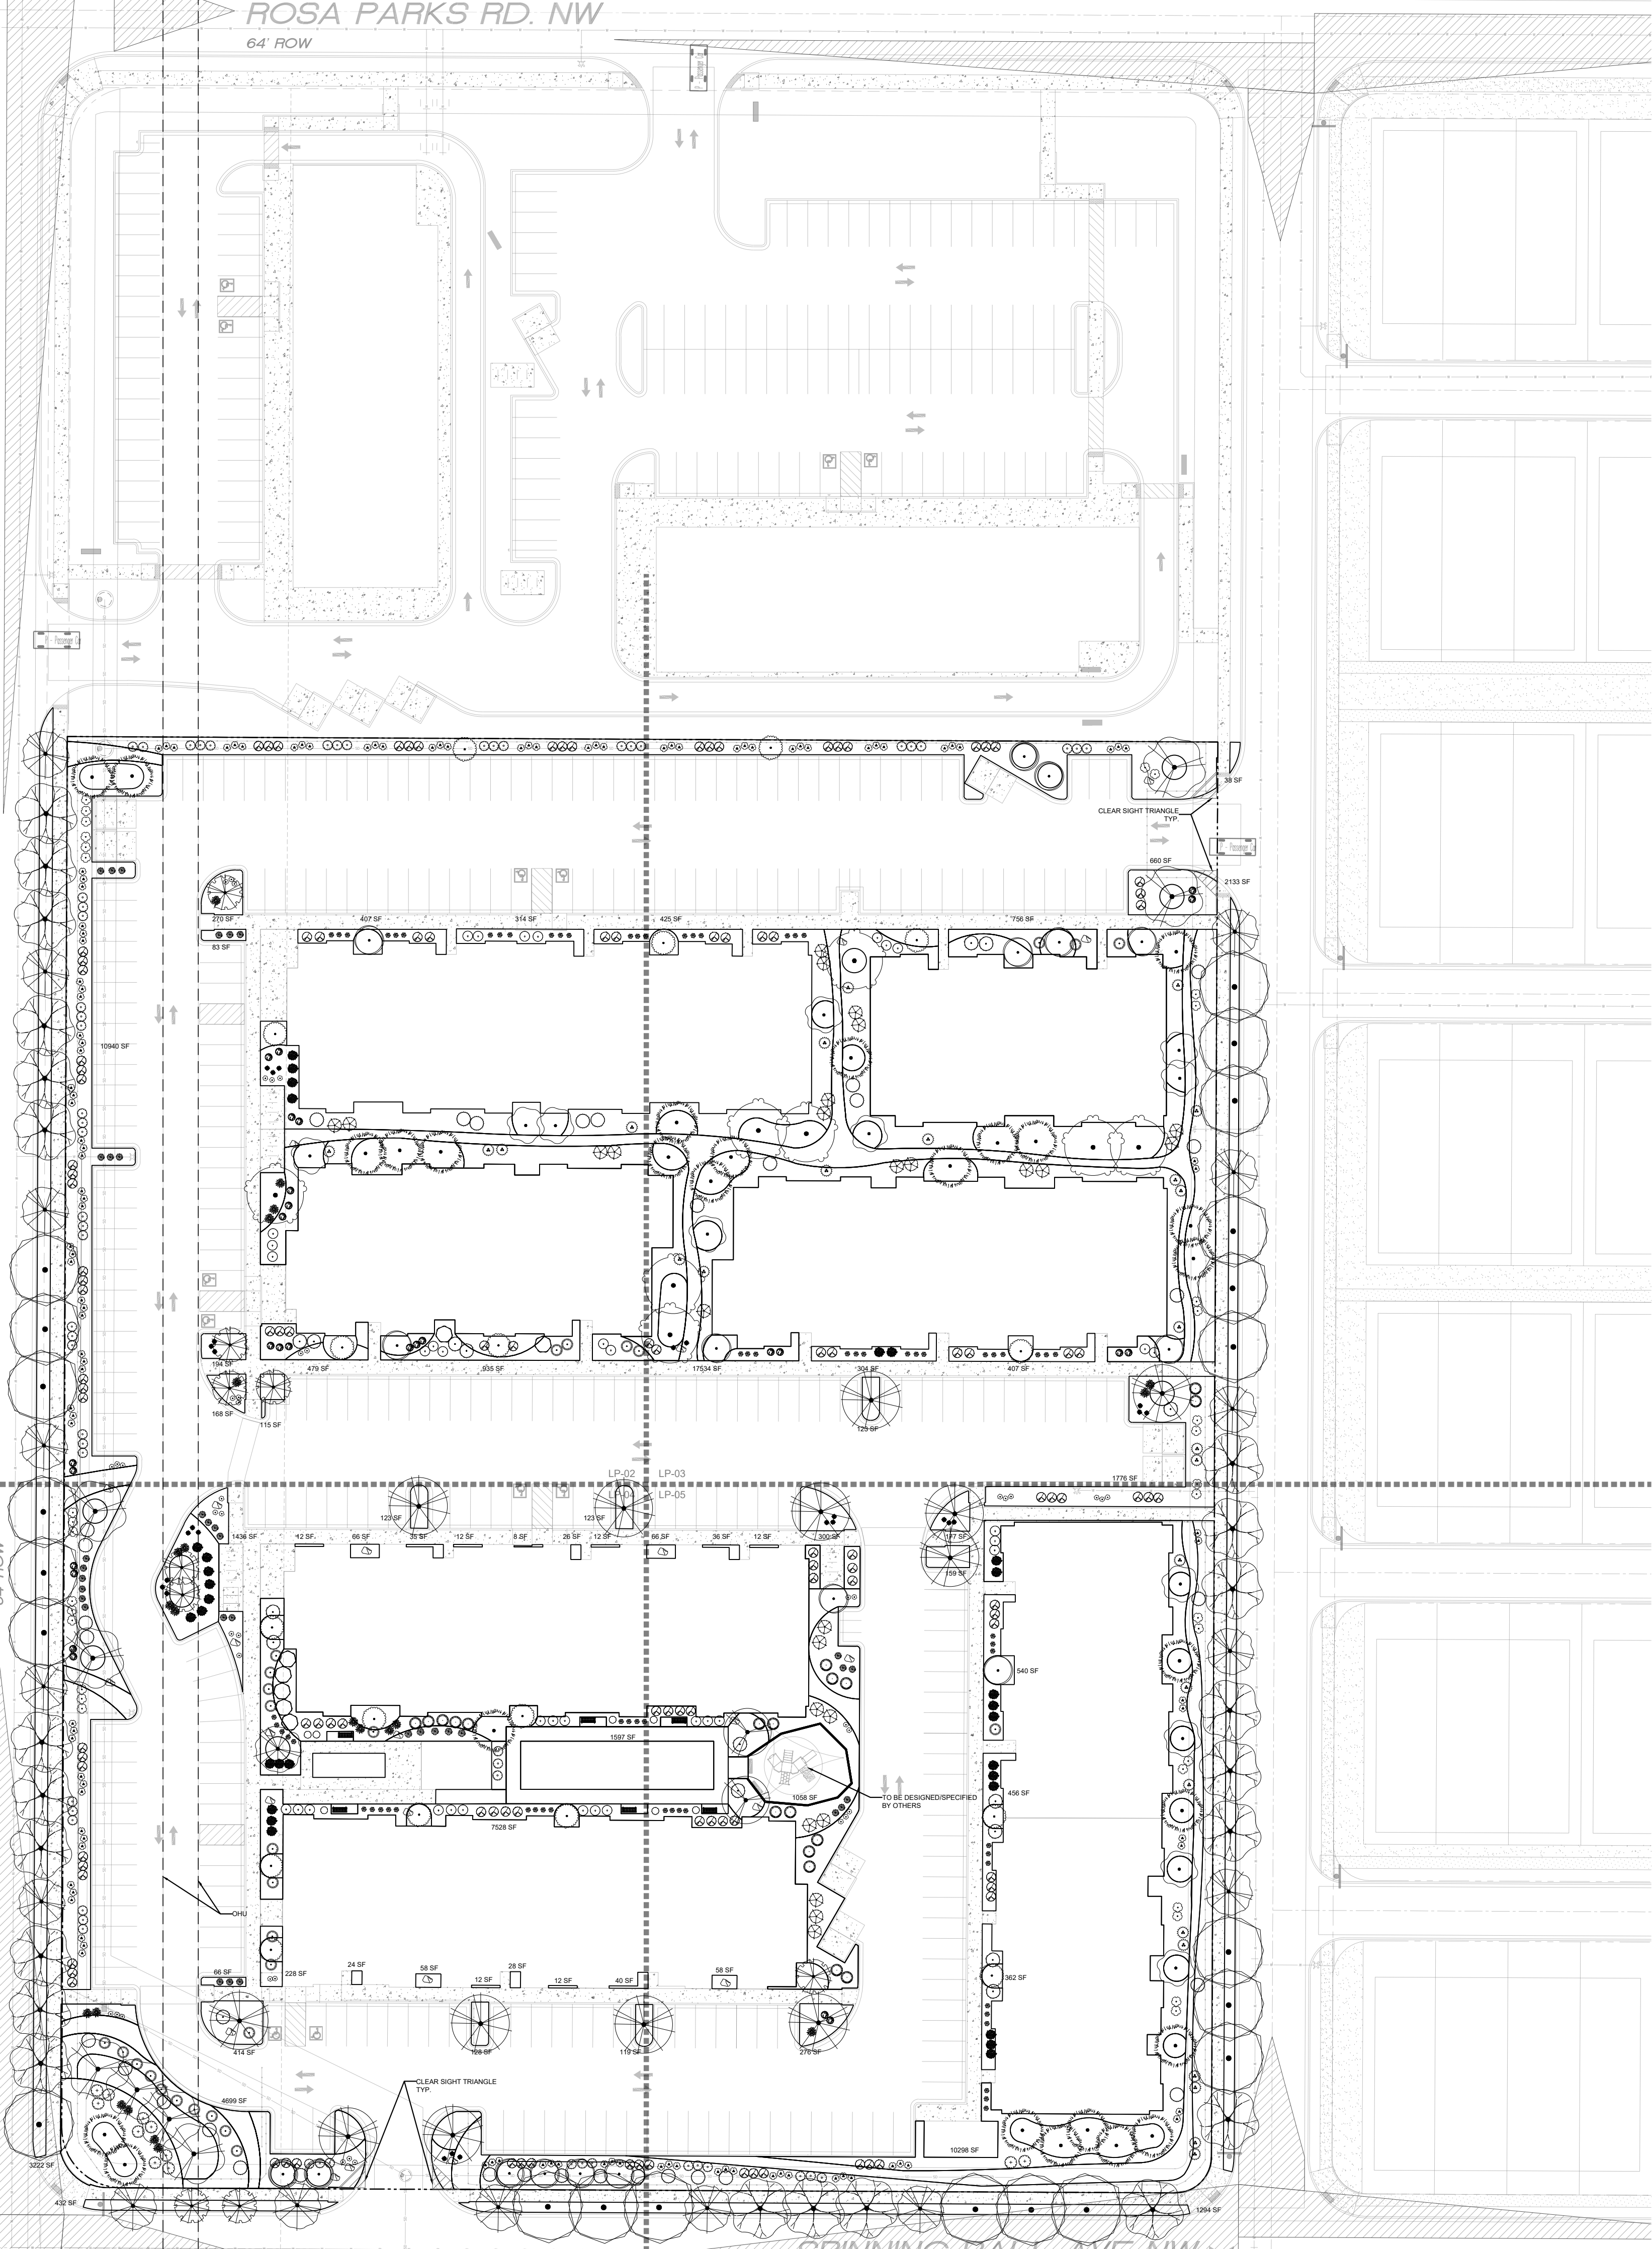 ROSA PARKS RD. NW
64' ROW
P - Passenger Car
38 SF
CLEAR SIGHT TRIANGLE
TYP.
660 SF
2133 SF
270 SF
407 SF
314 SF
425 SF
756 SF
83 SF
10940 SF
194 SF
479 SF
935 SF
17534 SF
304 SF
407 SF
168 SF
115 SF
123 SF
LP-02
LP-03
LP-05
1776 SF
123 SF
123 SF
1436 SF
12 SF
66 SF
35 SF
12 SF
8 SF
26 SF
12 SF
66 SF
36 SF
12 SF
300 SF
177 SF
159 SF
540 SF
1597 SF
1058 SF
TO BE DESIGNED/SPECIFIED
BY OTHERS
456 SF
7528 SF
OHU
66 SF
228 SF
24 SF
58 SF
12 SF
28 SF
12 SF
40 SF
58 SF
362 SF
414 SF
128 SF
119 SF
276 SF
CLEAR SIGHT TRIANGLE
TYP.
4699 SF
10298 SF
3222 SF
432 SF
1294 SF